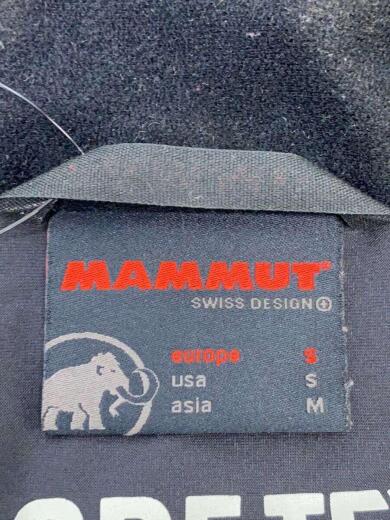 MAMMUT
SWISS DESIGN
europe S
usa S
asia M